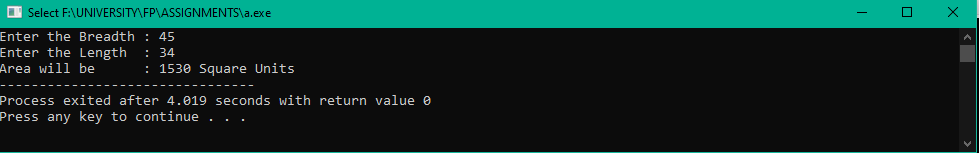 Select F:\UNIVERSITY\FP\ASSIGNMENTS\a.exe
Enter the Breadth : 45
Enter the Length  : 34
Area will be      : 1530 Square Units
--------------------------------
Process exited after 4.019 seconds with return value 0
Press any key to continue . . .